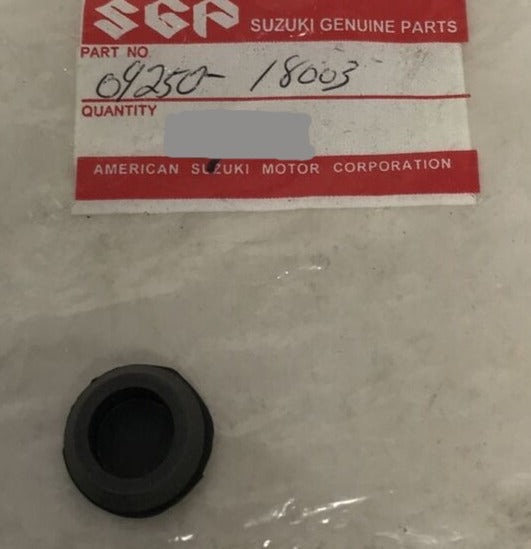 SGP SUZUKI GENUINE PARTS
PART NO.
09250- 18003
QUANTITY
AMERICAN SUZUKI MOTOR CORPORATION